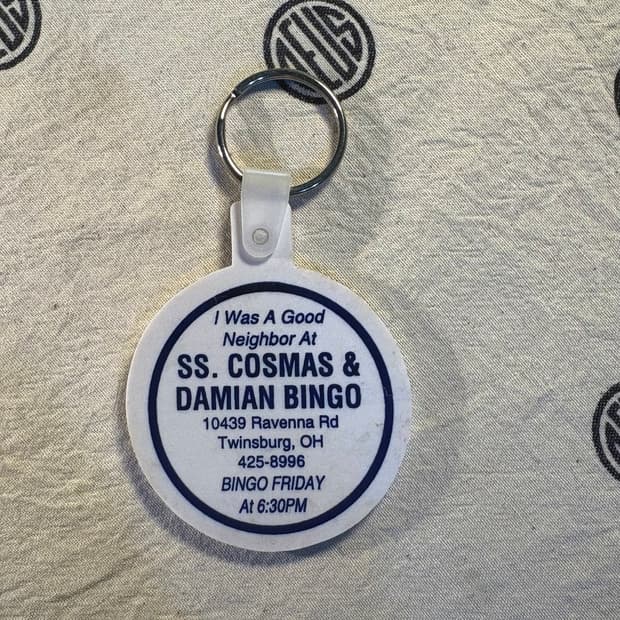 DEUS
I Was A Good
Neighbor At
SS. COSMAS &
DAMIAN BINGO
10439 Ravenna Rd
Twinsburg, OH
425-8996
BINGO FRIDAY
At 6:30PM